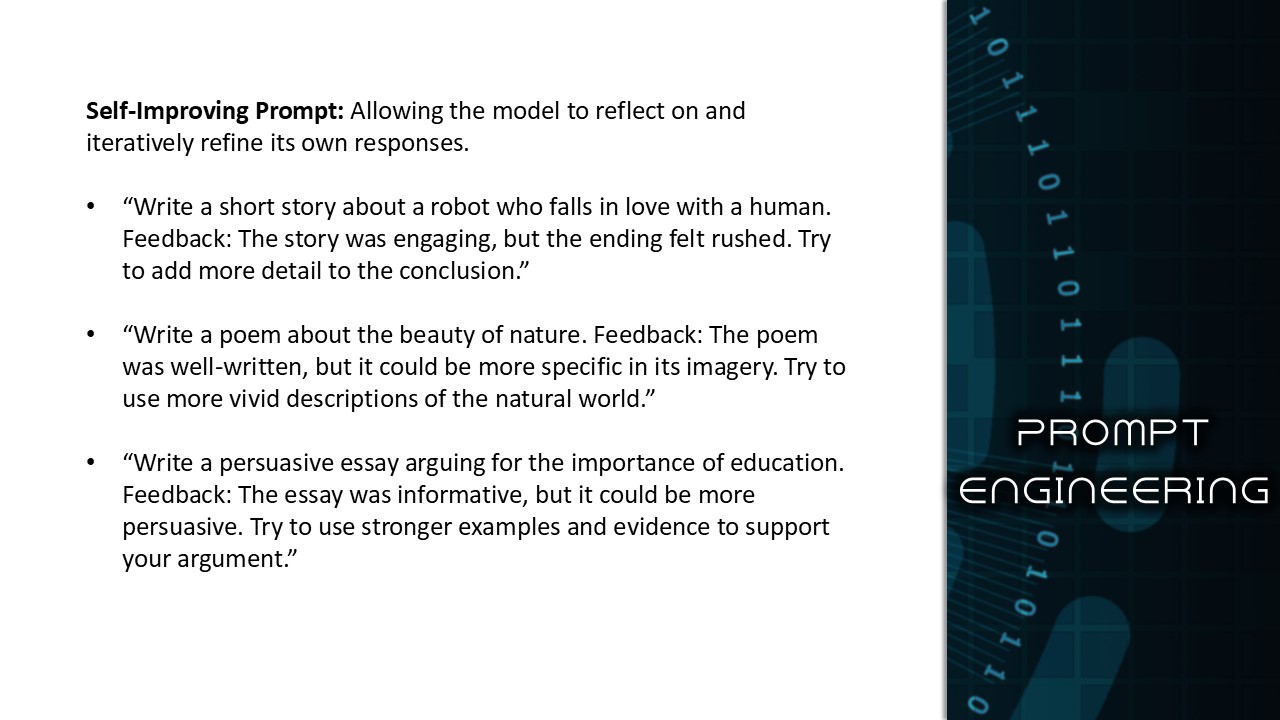 Self-Improving Prompt: Allowing the model to reflect on and
iteratively refine its own responses.
• “Write a short story about a robot who falls in love with a human.
Feedback: The story was engaging, but the ending felt rushed. Try
to add more detail to the conclusion.”
• “Write a poem about the beauty of nature. Feedback: The poem
was well-written, but it could be more specific in its imagery. Try to
use more vivid descriptions of the natural world.”
• “Write a persuasive essay arguing for the importance of education.
Feedback: The essay was informative, but it could be more
persuasive. Try to use stronger examples and evidence to support
your argument.”
PROMPT
ENGINEERING